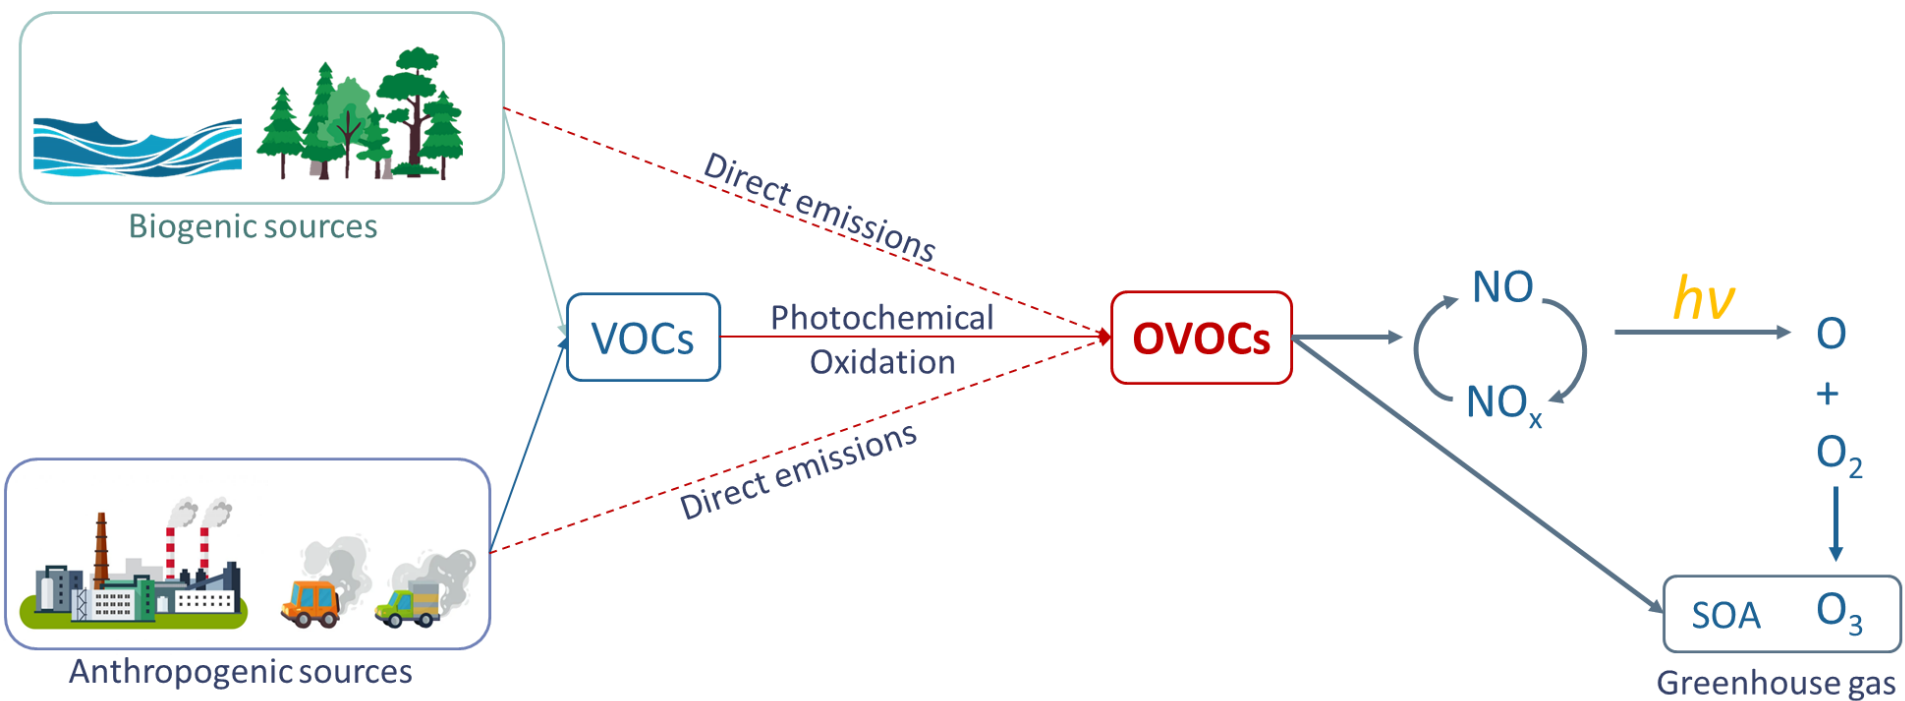 Biogenic sources
Direct emissions
VOCs
Photochemical
Oxidation
OVOCs
Direct emissions
Anthropogenic sources
NO
NOₓ
hν
O
+
O₂
SOA O₃
Greenhouse gas